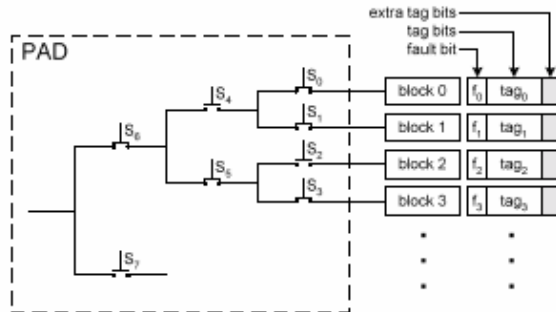 extra tag bits
tag bits
fault bit
PAD
S0
block 0 f0 tag0
S4
S1
block 1 f1 tag1
S6
S2
block 2 f2 tag2
S5
S3
block 3 f3 tag3
S7